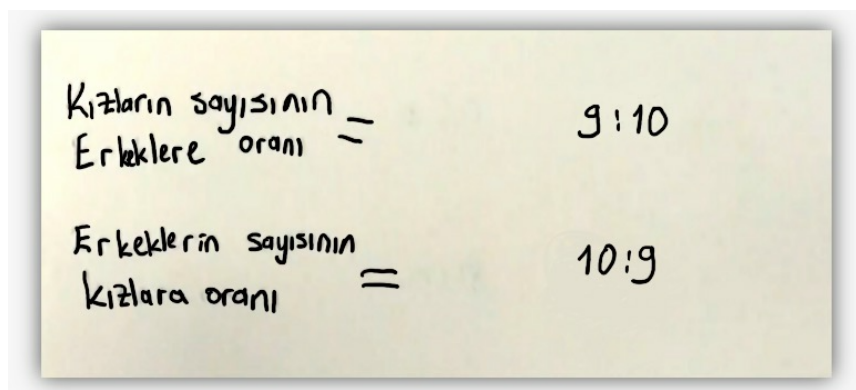 Kızların sayısının
Erkeklere oranı = 9:10
Erkeklerin sayısının
kızlara oranı = 10:9